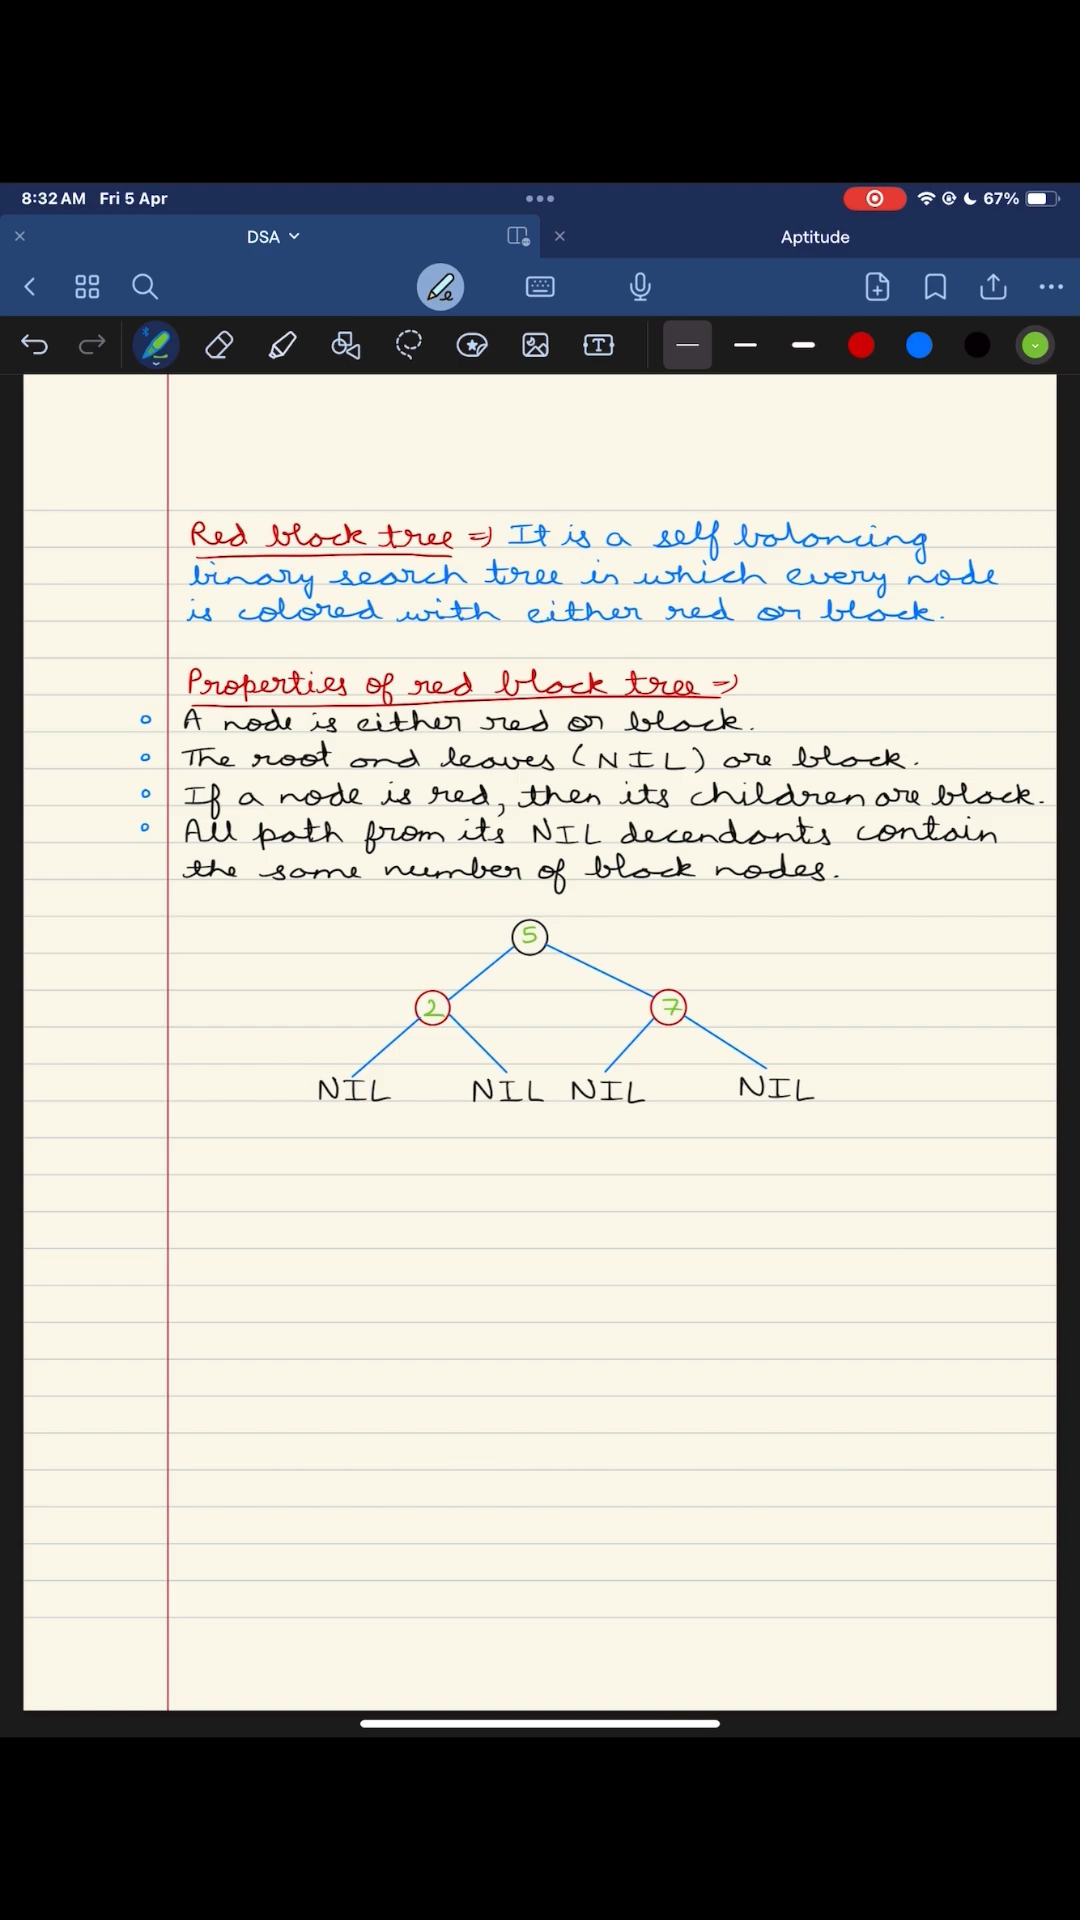 8:32 AM Fri 5 Apr
67%
DSA
Aptitude
Red black tree => It is a self balancing
binary search tree in which every node
is colored with either red or black.
Properties of red black tree =>
A node is either red or black.
The root and leaves (NIL) are black.
If a node is red, then its children are black.
All path from its NIL decendants contain
the same number of black nodes.
5
2 7
NIL NIL NIL NIL